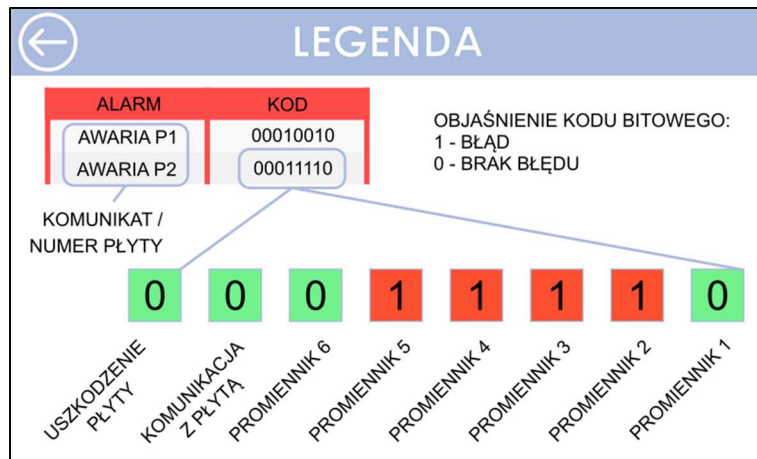 LEGENDA
ALARM KOD
AWARIA P1 00010010
AWARIA P2 00011110
OBJAŚNIENIE KODU BITOWEGO:
1 - BŁĄD
0 - BRAK BŁĘDU
KOMUNIKAT /
NUMER PŁYTY
0 0 0 1 1 1 1 0
USZKODZENIE
PŁYTY
KOMUNIKACJA
Z PŁYTĄ
PROMIENNIK 6
PROMIENNIK 5
PROMIENNIK 4
PROMIENNIK 3
PROMIENNIK 2
PROMIENNIK 1